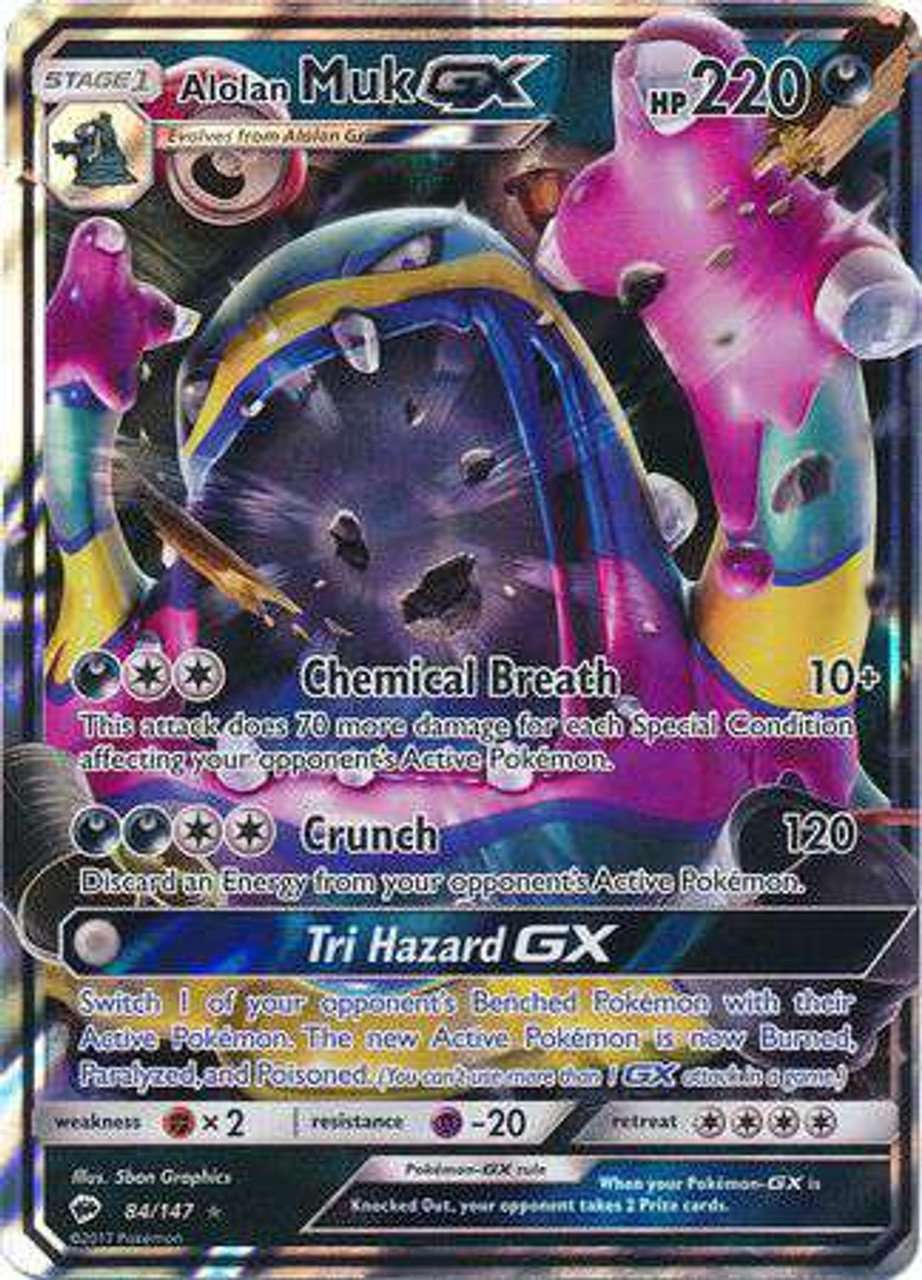 STAGE 1
Alolan Muk GX
HP 220
Evolves from Alolan
Chemical Breath 10+
This attack does 70 more damage for each Special Condition
affecting your opponent's Active Pokémon.
Crunch 120
Discard an Energy from your opponent's Active Pokémon.
Tri Hazard GX
Switch 1 of your opponent's Benched Pokémon with their
Active Pokémon. The new Active Pokémon is now Burned,
Paralyzed, and Poisoned. (You can't use more than 1 GX attack in a game.)
weakness ×2 resistance -20 retreat
Illus. 5ban Graphics
Pokémon-GX rule
When your Pokémon-GX is
Knocked Out, your opponent takes 2 Prize cards.
84/147
©2017 Pokémon